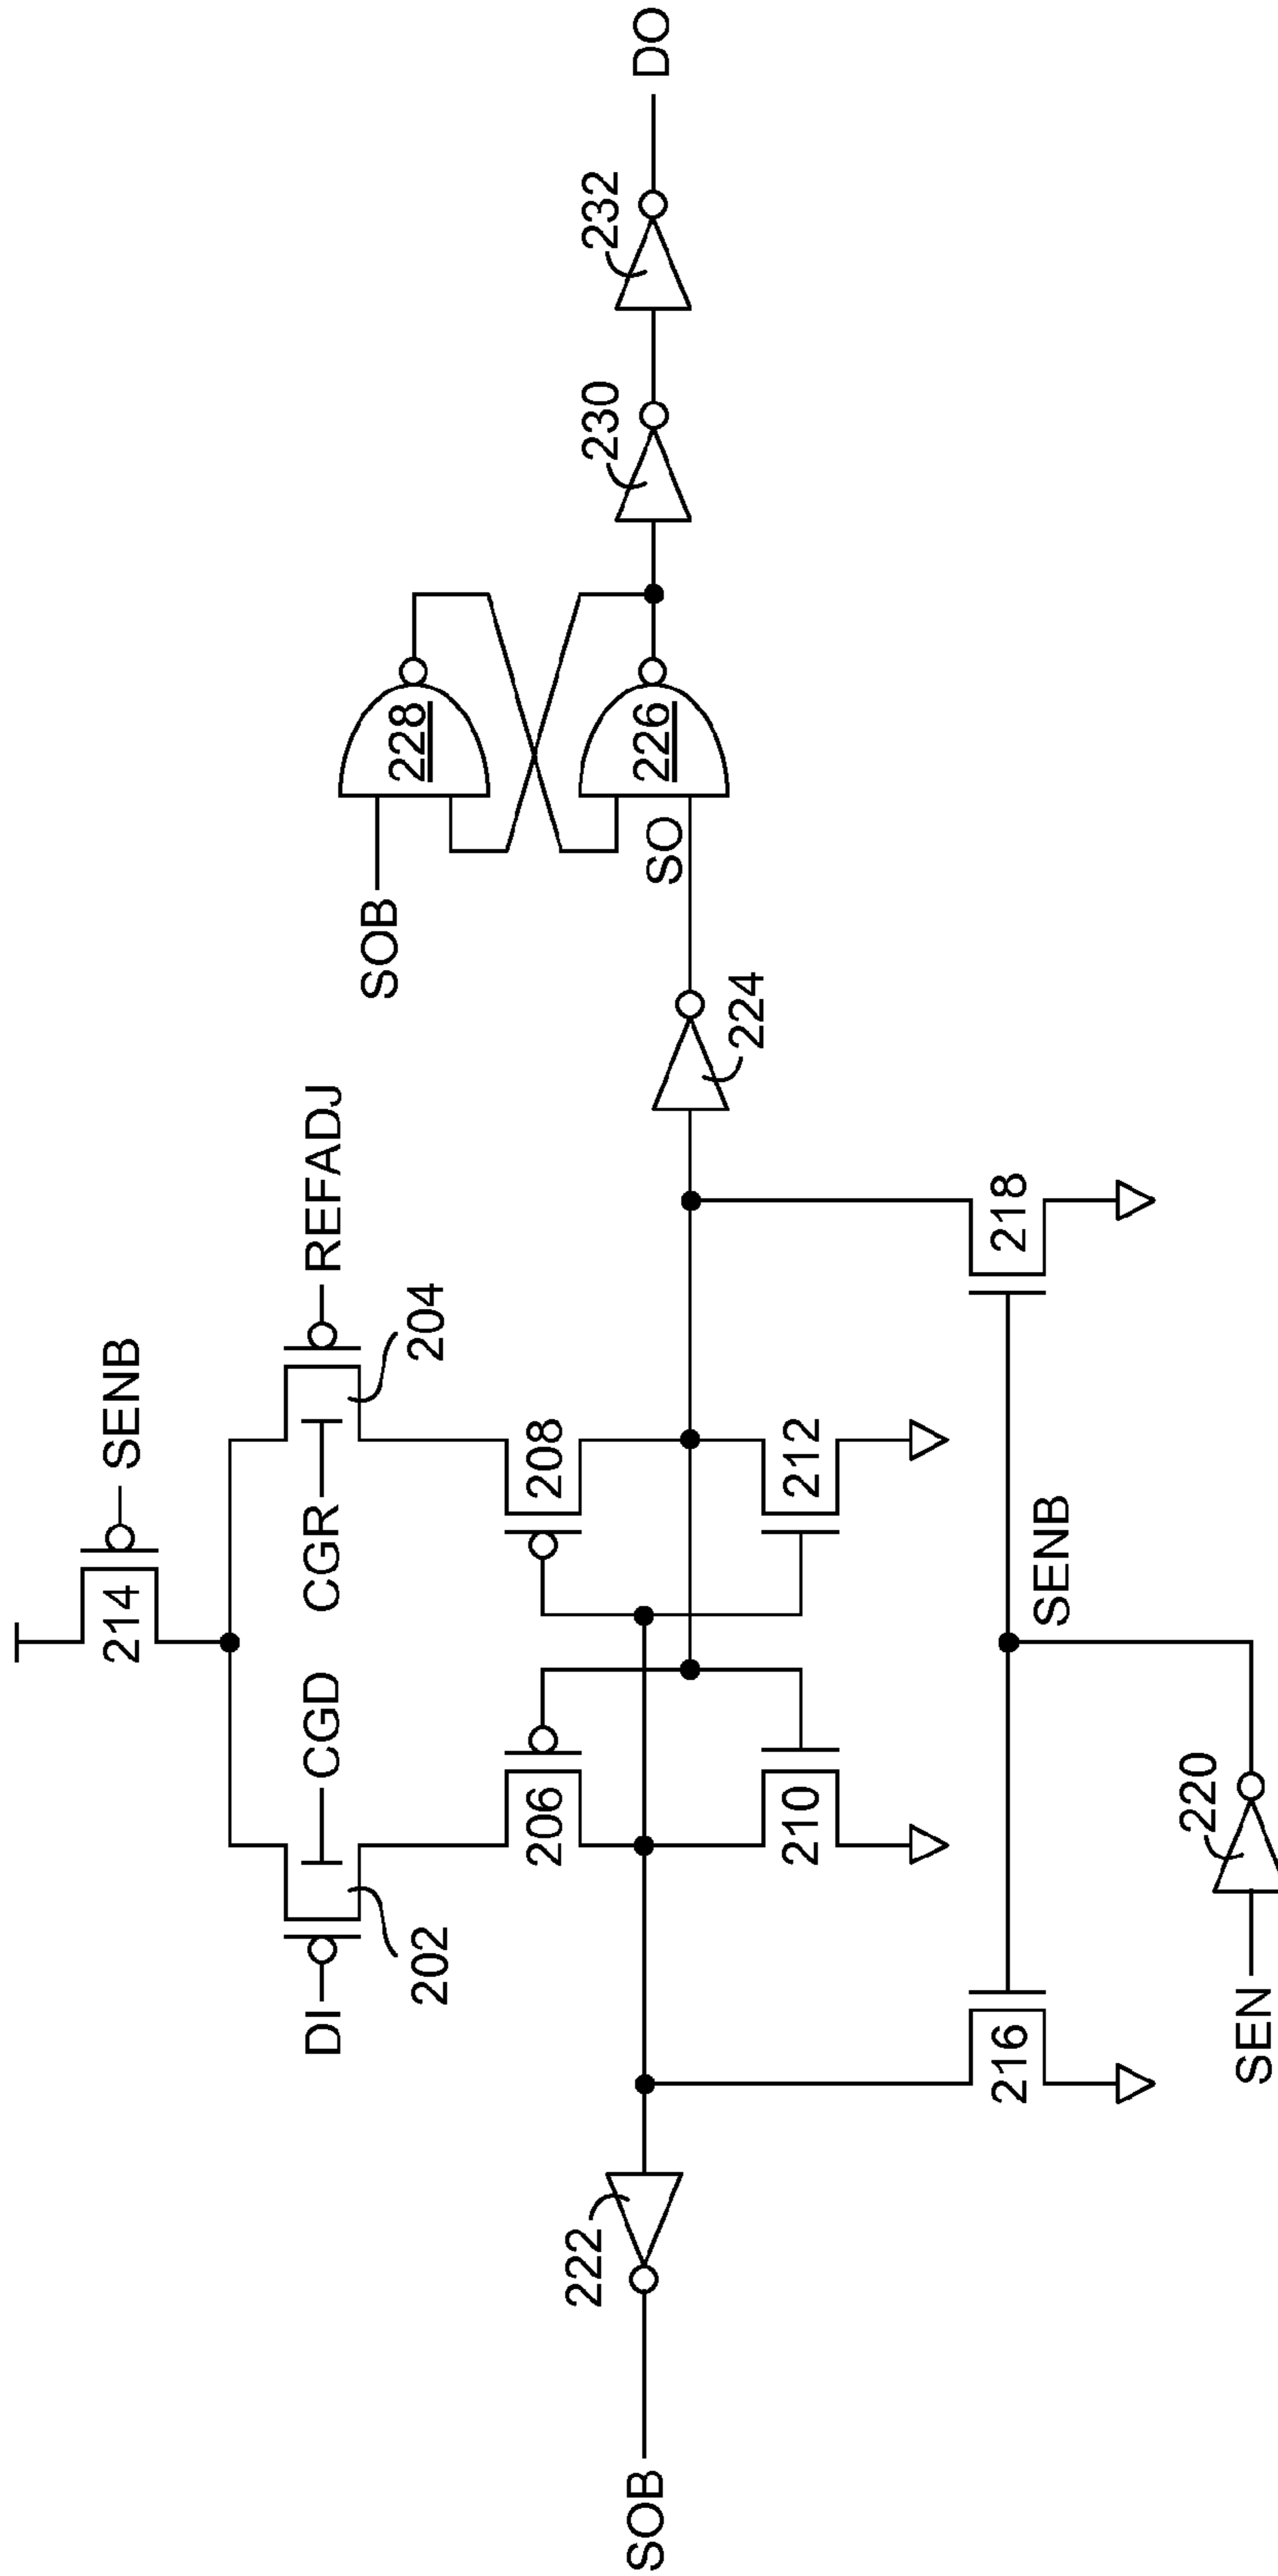 SENB
214
DI
CGD
CGR
REFADJ
202
204
206
208
SOB
228
SOB
222
SO
226
230
232
DO
224
210
212
216
SENB
218
SEN
220